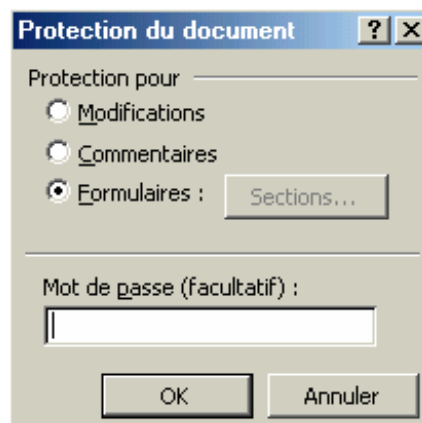 Protection du document
Protection pour
Modifications
Commentaires
Formulaires :
Sections...
Mot de passe (facultatif) :
OK
Annuler